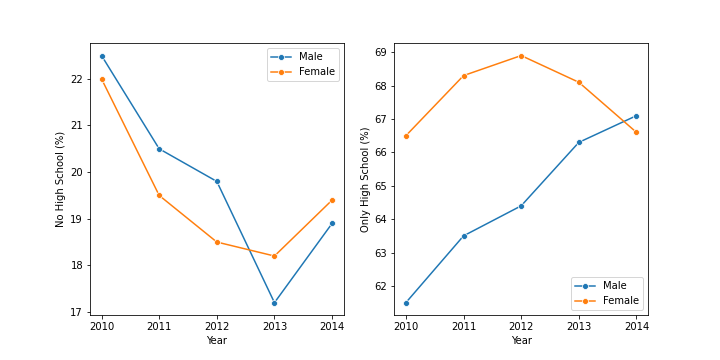 No High School (%)
22
21
20
19
18
17
2010 2011 2012 2013 2014
Year
Male
Female
Only High School (%)
69
68
67
66
65
64
63
62
2010 2011 2012 2013 2014
Year
Male
Female